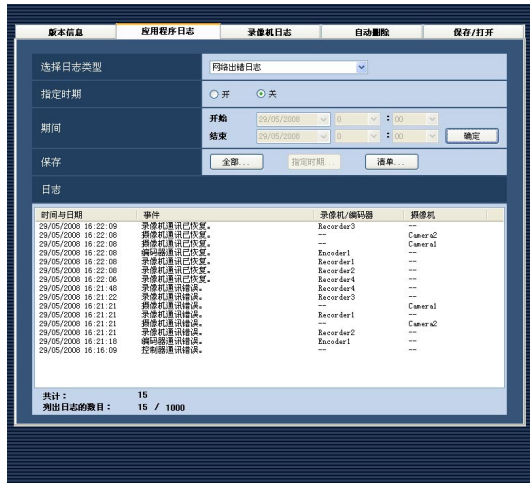 版本信息 应用程序日志 录像机日志 自动删除 保存/打开
选择日志类型 网络出错日志
指定时期 开 关
期间 开始 29/05/2008 0 : 00
结束 29/05/2008 0 : 00 确定
保存 全部... 指定时期... 清单...
日志
时间与日期 事件 录像机/编码器 摄像机
29/05/2008 16:22:09 录像机通讯已恢复。 Recorder3 --
29/05/2008 16:22:08 摄像机通讯已恢复。 -- Camera2
29/05/2008 16:22:08 摄像机通讯已恢复。 -- Camera1
29/05/2008 16:22:08 编码器通讯已恢复。 Encoder1 --
29/05/2008 16:22:08 录像机通讯已恢复。 Recorder1 --
29/05/2008 16:22:08 录像机通讯已恢复。 Recorder2 --
29/05/2008 16:22:06 录像机通讯已恢复。 Recorder4 --
29/05/2008 16:21:48 录像机通讯错误。 Recorder4 --
29/05/2008 16:21:22 录像机通讯错误。 Recorder3 --
29/05/2008 16:21:21 摄像机通讯错误。 -- Camera1
29/05/2008 16:21:21 录像机通讯错误。 Recorder1 --
29/05/2008 16:21:21 摄像机通讯错误。 -- Camera2
29/05/2008 16:21:21 录像机通讯错误。 Recorder2 --
29/05/2008 16:21:18 编码器通讯错误。 Encoder1 --
29/05/2008 16:16:09 控制器通讯错误。 -- --
共计： 15
列出日志的数目： 15 / 1000